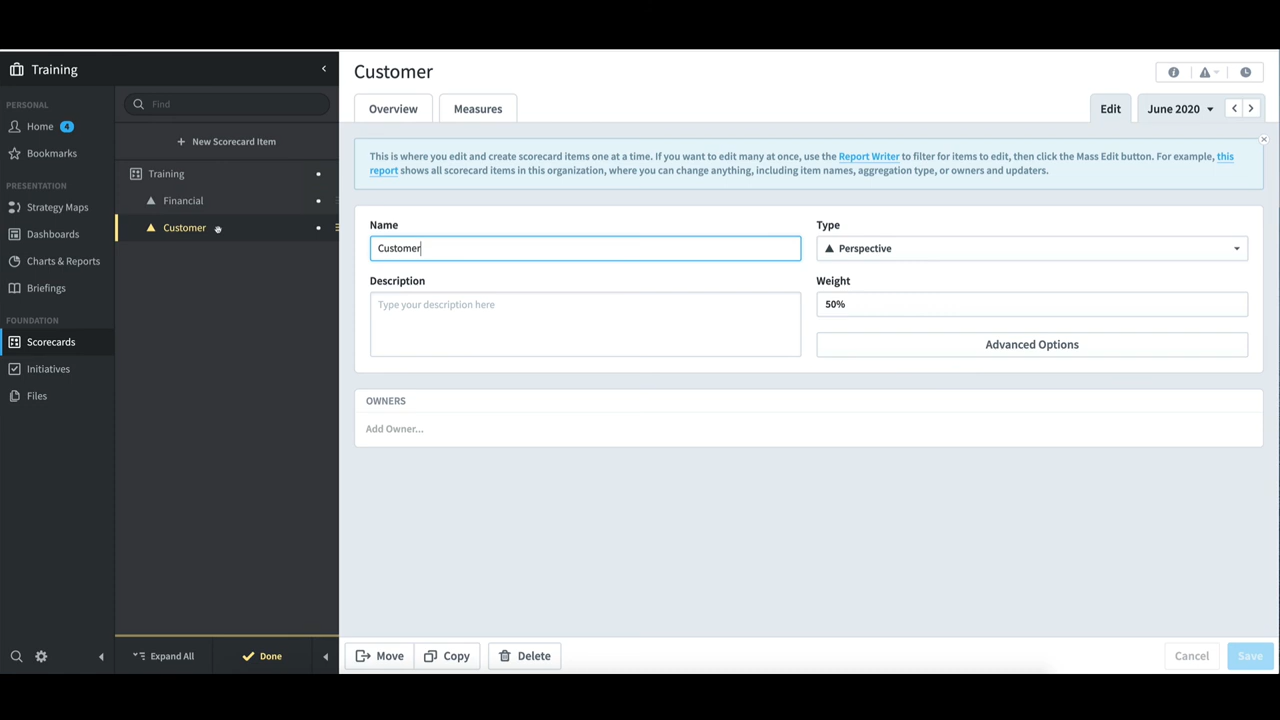 Training
PERSONAL
Home 4
Bookmarks
PRESENTATION
Strategy Maps
Dashboards
Charts & Reports
Briefings
FOUNDATION
Scorecards
Initiatives
Files
Find
+ New Scorecard Item
Training
Financial
Customer
Expand All
Done
Customer
Overview
Measures
Edit
June 2020
This is where you edit and create scorecard items one at a time. If you want to edit many at once, use the Report Writer to filter for items to edit, then click the Mass Edit button. For example, this
report shows all scorecard items in this organization, where you can change anything, including item names, aggregation type, or owners and updaters.
Name
Customer
Type
Perspective
Description
Type your description here
Weight
50%
Advanced Options
OWNERS
Add Owner...
Move
Copy
Delete
Cancel
Save